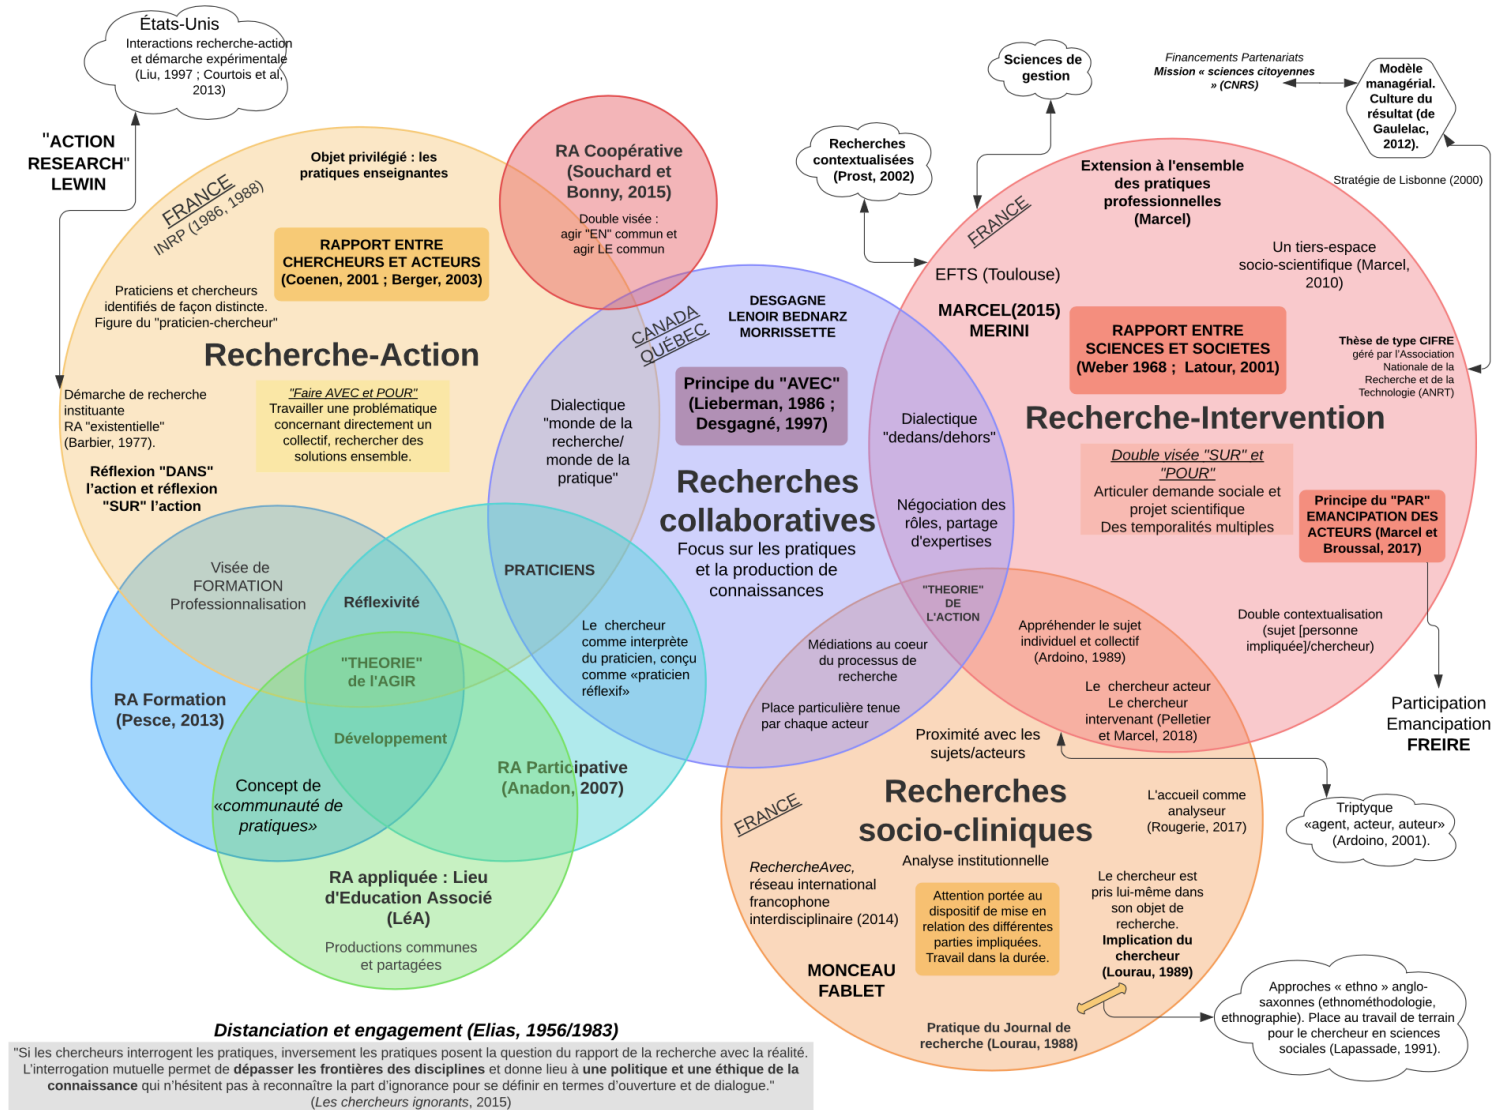 États-Unis
Interactions recherche-action
et démarche expérimentale
(Liu, 1997 ; Courtois et al,
2013)
"ACTION
RESEARCH"
LEWIN
Objet privilégié : les
pratiques enseignantes
FRANCE
INRP (1986, 1988)
RAPPORT ENTRE
CHERCHEURS ET ACTEURS
(Coenen, 2001 ; Berger, 2003)
Praticiens et chercheurs
identifiés de façon distincte.
Figure du "praticien-chercheur"
Recherche-Action
"Faire AVEC et POUR"
Travailler une problématique
concernant directement un
collectif, rechercher des
solutions ensemble.
Démarche de recherche
instituante
RA "existentielle"
(Barbier, 1977).
Réflexion "DANS"
l'action et réflexion
"SUR" l'action
RA Coopérative
(Souchard et
Bonny, 2015)
Double visée :
agir "EN" commun et
agir LE commun
CANADA
QUÉBEC
DESGAGNE
LENOIR BEDNARZ
MORRISSETTE
Principe du "AVEC"
(Lieberman, 1986 ;
Desgagné, 1997)
Dialectique
"monde de la
recherche/
monde de la
pratique"
Recherches
collaboratives
Focus sur les pratiques
et la production de
connaissances
PRATICIENS
Le  chercheur
comme interprète
du praticien, conçu
comme «praticien
réflexif»
Dialectique
"dedans/dehors"
Négociation des
rôles, partage
d'expertises
"THEORIE"
DE
L'ACTION
Médiations au coeur
du processus de
recherche
Place particulière tenue
par chaque acteur
Sciences de
gestion
Recherches
contextualisées
(Prost, 2002)
Financements Partenariats
Mission « sciences citoyennes
» (CNRS)
Modèle
managérial.
Culture du
résultat (de
Gaulelac,
2012).
Stratégie de Lisbonne (2000)
Extension à l'ensemble
des pratiques
professionnelles
(Marcel)
FRANCE
EFTS (Toulouse)
MARCEL(2015)
MERINI
Un tiers-espace
socio-scientifique (Marcel,
2010)
RAPPORT ENTRE
SCIENCES ET SOCIETES
(Weber 1968 ;  Latour, 2001)
Thèse de type CIFRE
géré par l'Association
Nationale de la
Recherche et de la
Technologie (ANRT)
Recherche-Intervention
Double visée "SUR" et
"POUR"
Articuler demande sociale et
projet scientifique
Des temporalités multiples
Principe du "PAR"
EMANCIPATION DES
ACTEURS (Marcel et
Broussal, 2017)
Double contextualisation
(sujet [personne
impliquée]/chercheur)
Participation
Emancipation
FREIRE
Appréhender le sujet
individuel et collectif
(Ardoino, 1989)
Le  chercheur acteur
Le chercheur
intervenant (Pelletier
et Marcel, 2018)
Visée de
FORMATION
Professionnalisation
Réflexivité
"THEORIE"
de l'AGIR
Développement
RA Formation
(Pesce, 2013)
RA Participative
(Anadon, 2007)
Concept de
«communauté de
pratiques»
RA appliquée : Lieu
d'Education Associé
(LéA)
Productions communes
et partagées
Proximité avec les
sujets/acteurs
Recherches
socio-cliniques
FRANCE
Analyse institutionnelle
RechercheAvec,
réseau international
francophone
interdisciplinaire (2014)
Attention portée au
dispositif de mise en
relation des différentes
parties impliquées.
Travail dans la durée.
MONCEAU
FABLET
L'accueil comme
analyseur
(Rougerie, 2017)
Le chercheur est
pris lui-même dans
son objet de
recherche.
Implication du
chercheur
(Lourau, 1989)
Pratique du Journal de
recherche (Lourau, 1988)
Triptyque
«agent, acteur, auteur»
(Ardoino, 2001).
Approches « ethno » anglo-
saxonnes (ethnométhodologie,
ethnographie). Place au travail de terrain
pour le chercheur en sciences
sociales (Lapassade, 1991).
Distanciation et engagement (Elias, 1956/1983)
"Si les chercheurs interrogent les pratiques, inversement les pratiques posent la question du rapport de la recherche avec la réalité.
L'interrogation mutuelle permet de dépasser les frontières des disciplines et donne lieu à une politique et une éthique de la
connaissance qui n'hésitent pas à reconnaître la part d'ignorance pour se définir en termes d'ouverture et de dialogue."
(Les chercheurs ignorants, 2015)